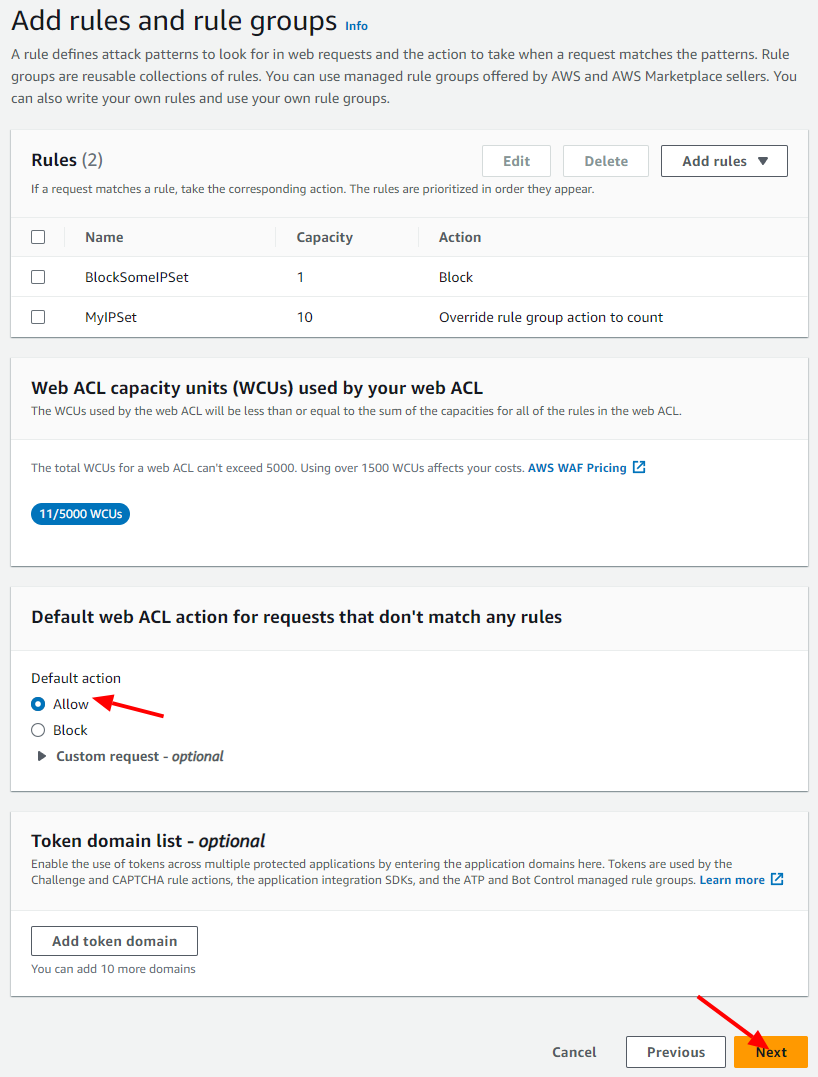 Add rules and rule groups Info
A rule defines attack patterns to look for in web requests and the action to take when a request matches the patterns. Rule
groups are reusable collections of rules. You can use managed rule groups offered by AWS and AWS Marketplace sellers. You
can also write your own rules and use your own rule groups.
Rules (2)
Edit
Delete
Add rules
If a request matches a rule, take the corresponding action. The rules are prioritized in order they appear.
Name Capacity Action
BlockSomeIPSet 1 Block
MyIPSet 10 Override rule group action to count
Web ACL capacity units (WCUs) used by your web ACL
The WCUs used by the web ACL will be less than or equal to the sum of the capacities for all of the rules in the web ACL.
The total WCUs for a web ACL can't exceed 5000. Using over 1500 WCUs affects your costs. AWS WAF Pricing
11/5000 WCUs
Default web ACL action for requests that don't match any rules
Default action
Allow
Block
Custom request - optional
Token domain list - optional
Enable the use of tokens across multiple protected applications by entering the application domains here. Tokens are used by the
Challenge and CAPTCHA rule actions, the application integration SDKs, and the ATP and Bot Control managed rule groups. Learn more
Add token domain
You can add 10 more domains
Cancel
Previous
Next